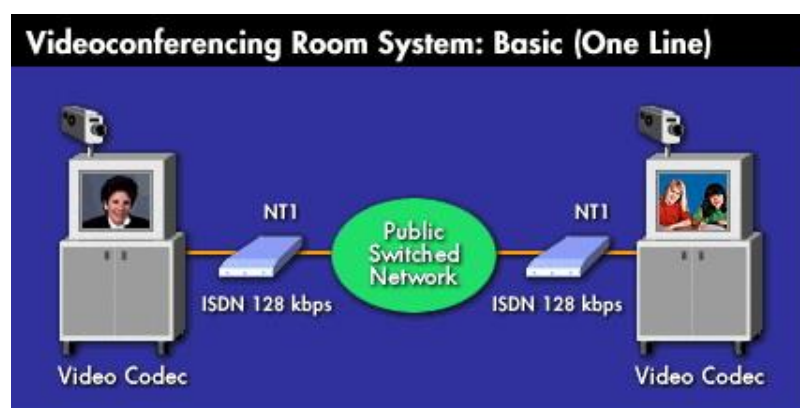 Videoconferencing Room System: Basic (One Line)
NT1
Public
Switched
Network
NT1
ISDN 128 kbps
ISDN 128 kbps
Video Codec
Video Codec